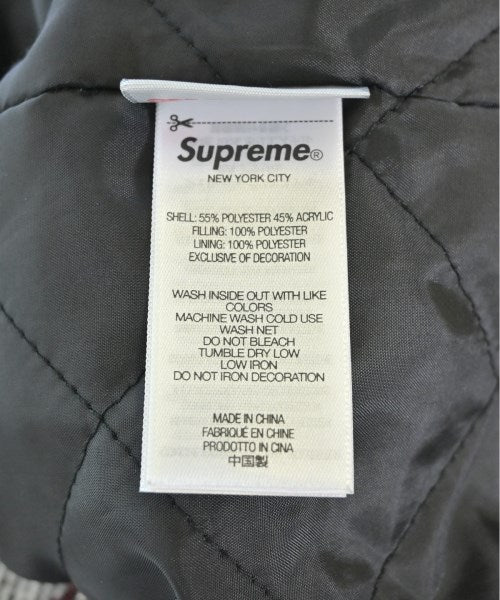 Supreme®
NEW YORK CITY
SHELL: 55% POLYESTER 45% ACRYLIC
FILLING: 100% POLYESTER
LINING: 100% POLYESTER
EXCLUSIVE OF DECORATION
WASH INSIDE OUT WITH LIKE
COLORS
MACHINE WASH COLD USE
WASH NET
DO NOT BLEACH
TUMBLE DRY LOW
LOW IRON
DO NOT IRON DECORATION
MADE IN CHINA
FABRIQUÉ EN CHINE
PRODOTTO IN CINA
中国製